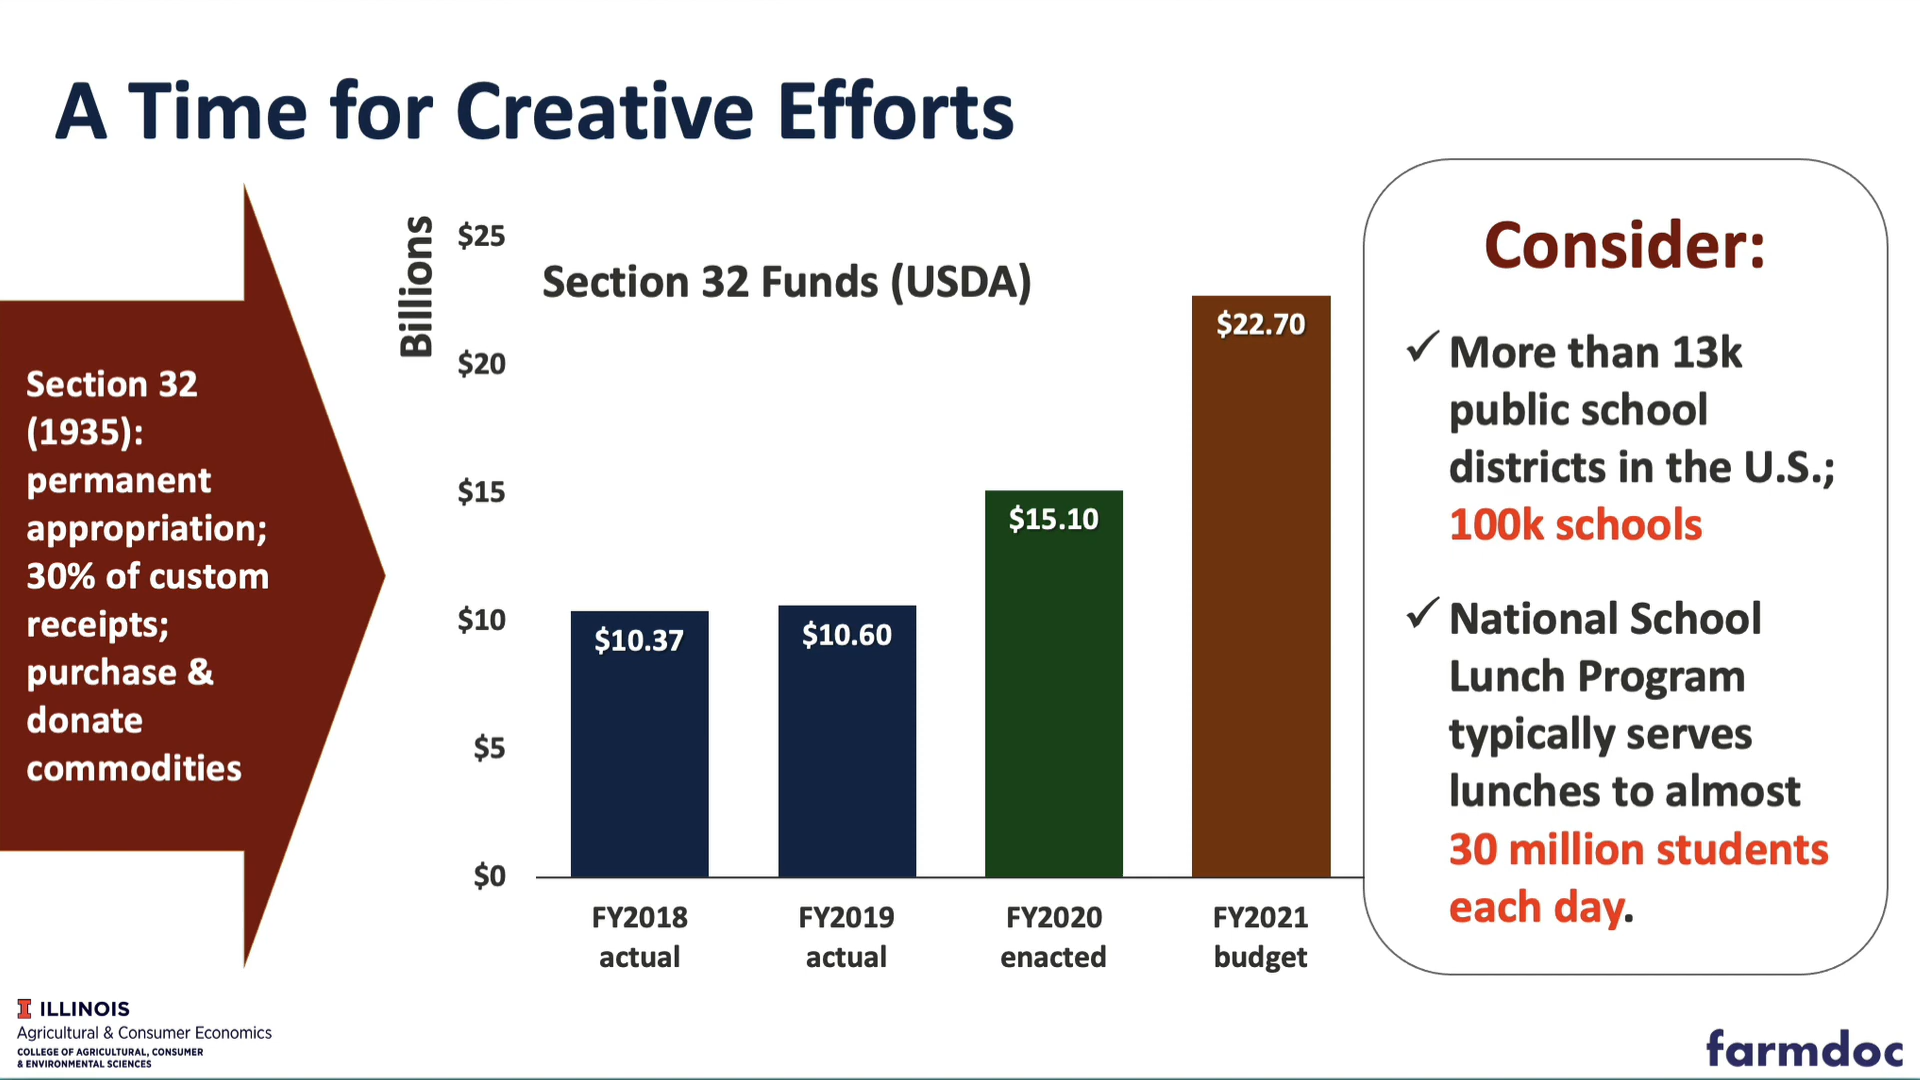 A Time for Creative Efforts
Section 32
(1935):
permanent
appropriation;
30% of custom
receipts;
purchase &
donate
commodities
Billions
Section 32 Funds (USDA)
$25
$20
$15
$10
$5
$0
$10.37
$10.60
$15.10
$22.70
FY2018
actual
FY2019
actual
FY2020
enacted
FY2021
budget
Consider:
✓ More than 13k
public school
districts in the U.S.;
100k schools
✓ National School
Lunch Program
typically serves
lunches to almost
30 million students
each day.
I ILLINOIS
Agricultural & Consumer Economics
COLLEGE OF AGRICULTURAL, CONSUMER
& ENVIRONMENTAL SCIENCES
farmdoc